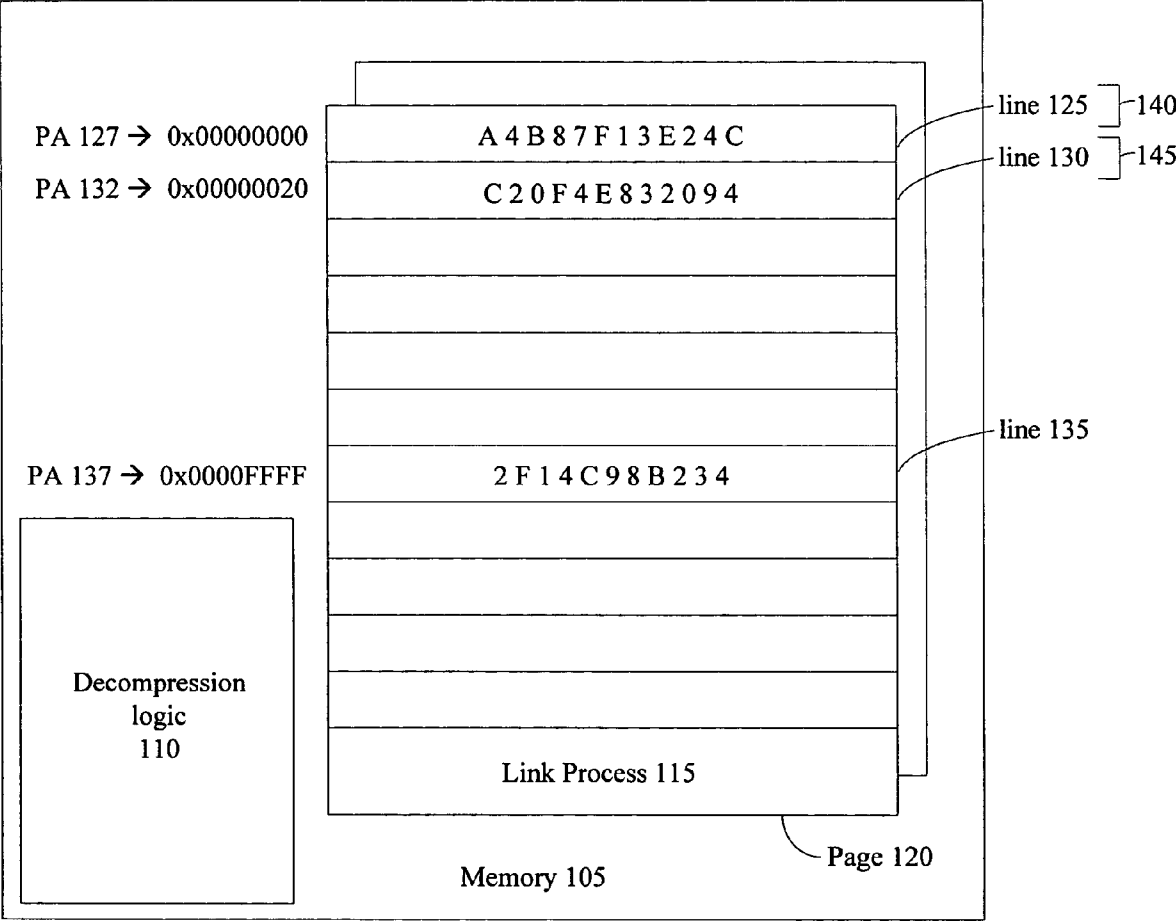 line 125 140
PA 127 → 0x00000000 A 4 B 8 7 F 1 3 E 2 4 C
line 130 145
PA 132 → 0x00000020 C 2 0 F 4 E 8 3 2 0 9 4
line 135
PA 137 → 0x0000FFFF 2 F 1 4 C 9 8 B 2 3 4
Decompression
logic
110
Link Process 115
Page 120
Memory 105